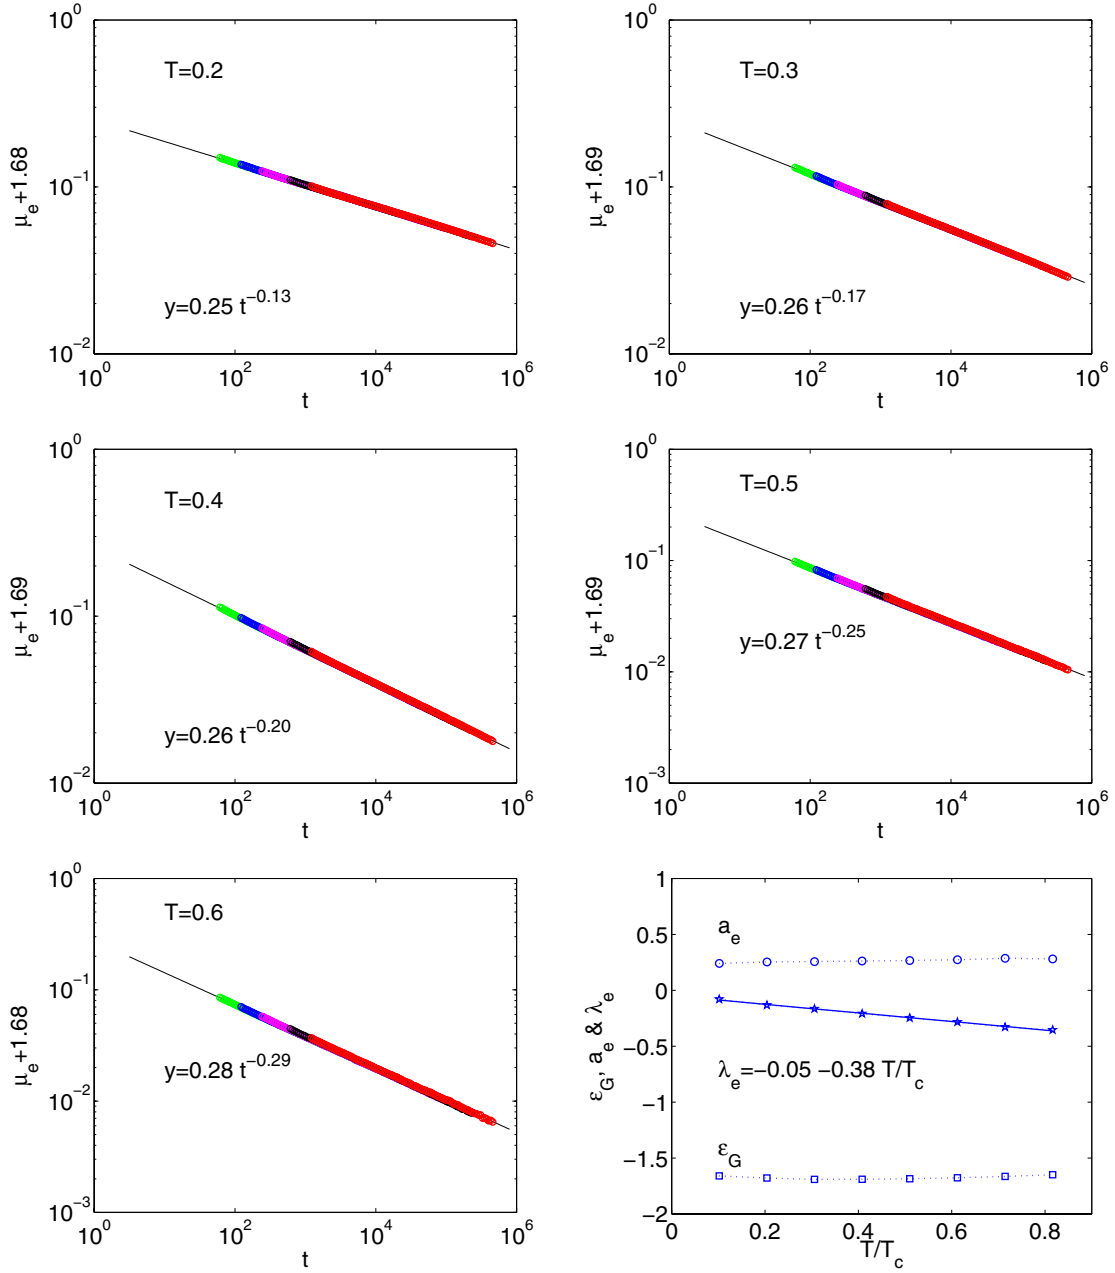 10^0
T=0.2
μ_e+1.68
10^−1
y=0.25 t^−0.13
10^−2
10^0 10^2 10^4 10^6
t
10^0
T=0.3
μ_e+1.69
10^−1
y=0.26 t^−0.17
10^−2
10^0 10^2 10^4 10^6
t
10^0
T=0.4
μ_e+1.69
10^−1
y=0.26 t^−0.20
10^−2
10^0 10^2 10^4 10^6
t
10^0
T=0.5
10^−1
μ_e+1.69
y=0.27 t^−0.25
10^−2
10^−3
10^0 10^2 10^4 10^6
t
10^0
T=0.6
10^−1
μ_e+1.68
y=0.28 t^−0.29
10^−2
10^−3
10^0 10^2 10^4 10^6
t
1
a_e
0.5
0
ε_G, a_e & λ_e
−0.5
λ_e=−0.05 −0.38 T/T_c
−1
ε_G
−1.5
−2
0 0.2 0.4 0.6 0.8
T/T_c